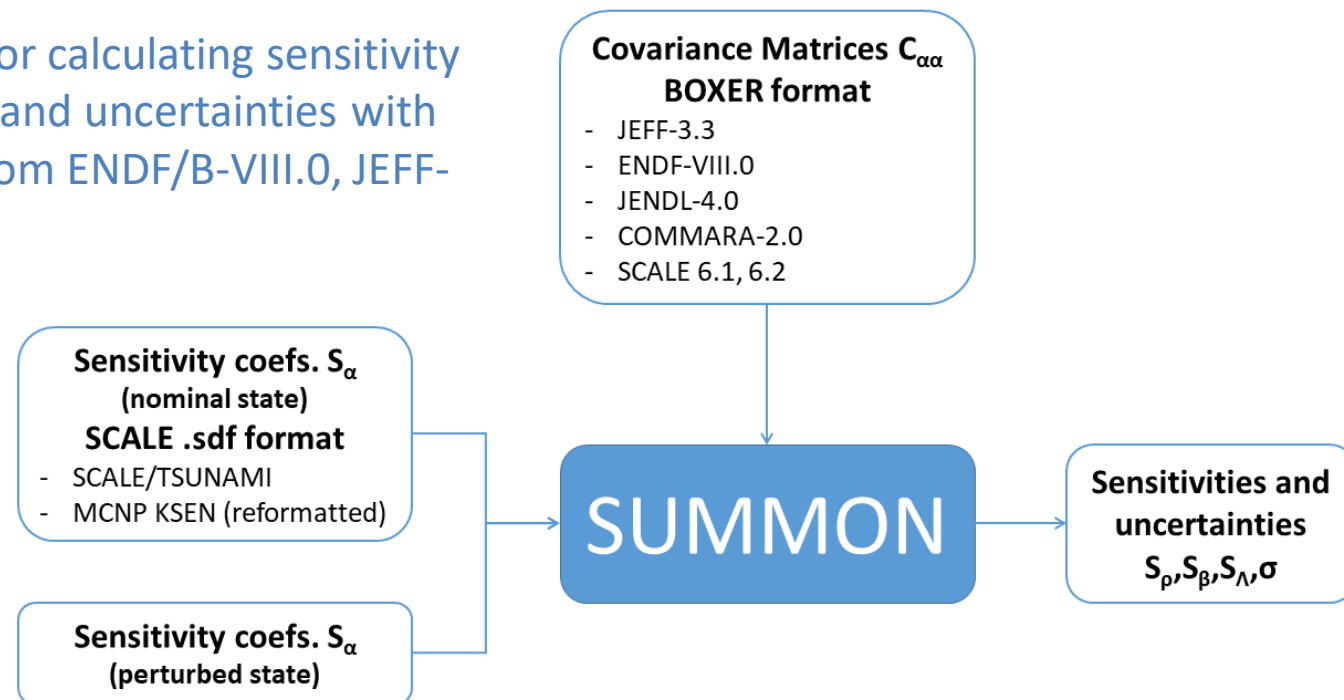 or calculating sensitivity
and uncertainties with
om ENDF/B-VIII.0, JEFF-
Covariance Matrices Cαα
BOXER format
- JEFF-3.3
- ENDF-VIII.0
- JENDL-4.0
- COMMARA-2.0
- SCALE 6.1, 6.2
Sensitivity coefs. Sα
(nominal state)
SCALE .sdf format
- SCALE/TSUNAMI
- MCNP KSEN (reformatted)
SUMMON
Sensitivities and
uncertainties
Sρ,Sβ,SΛ,σ
Sensitivity coefs. Sα
(perturbed state)